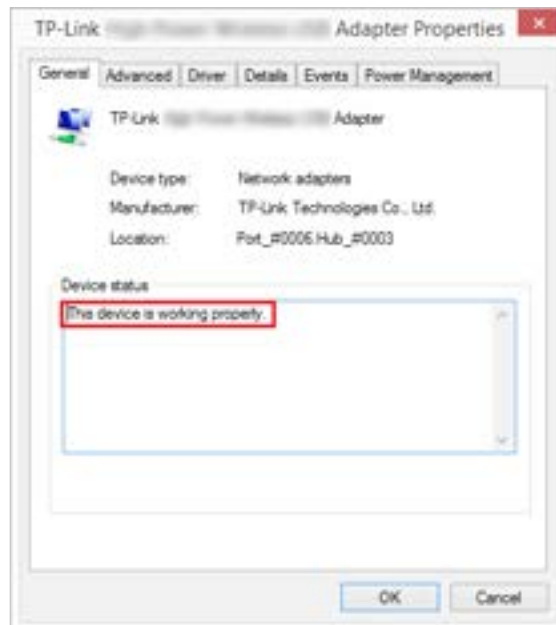 TP-Link Adapter Properties
General Advanced Driver Details Events Power Management
TP-Link Adapter
Device type: Network adapters
Manufacturer: TP-Link Technologies Co., Ltd.
Location: Port_#0006.Hub_#0003
Device status
This device is working properly.
OK Cancel